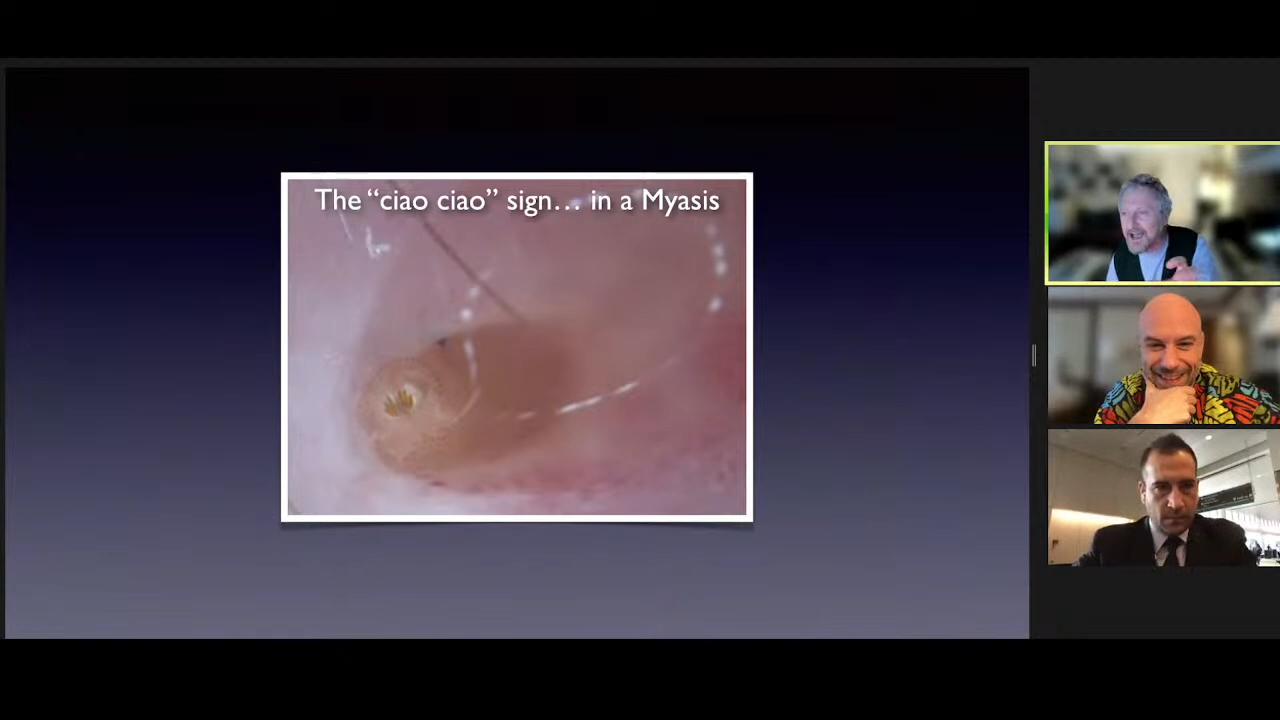 The “ciao ciao” sign… in a Myasis